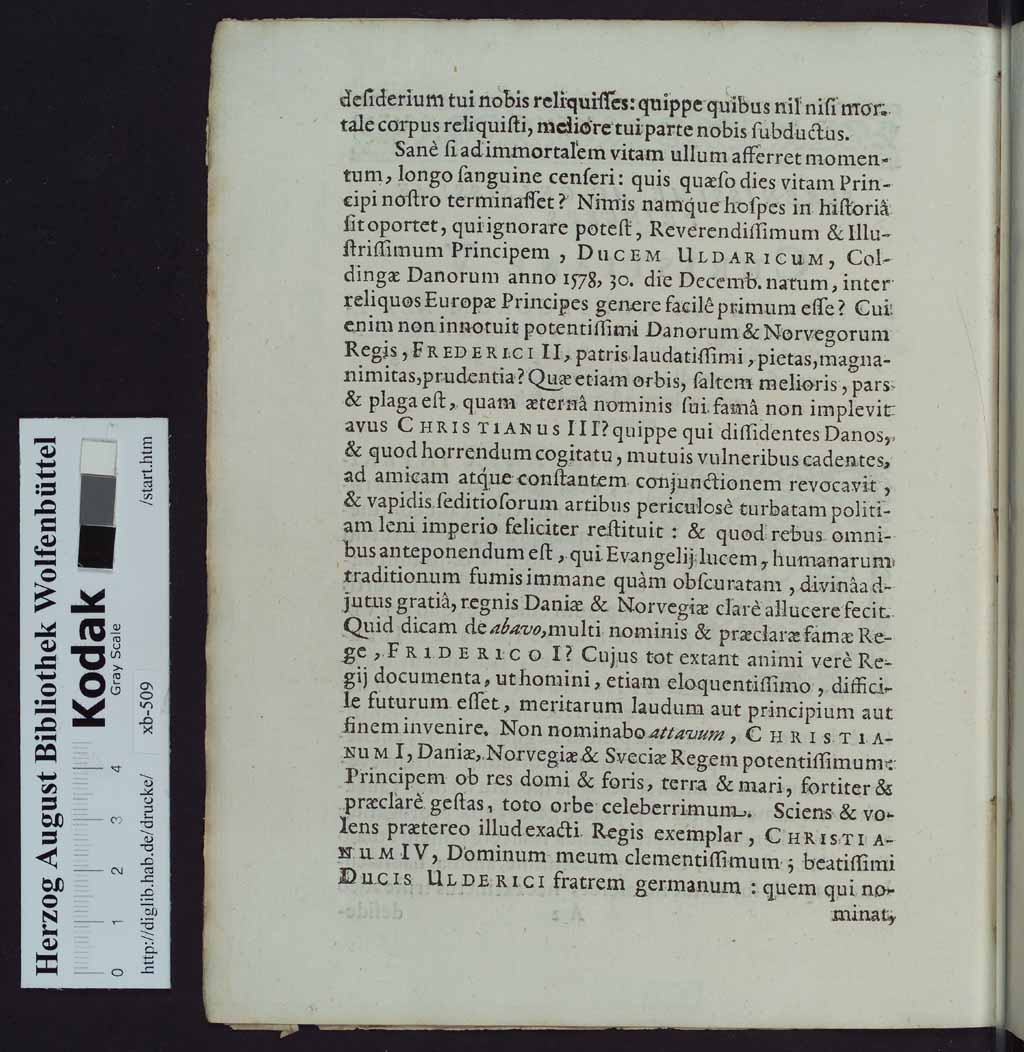 deſiderium tui nobis reliquiſſes: quippe quibus nil niſi mor-
tale corpus reliquiſti, meliore tui parte nobis ſubductus.
Sanè ſi ad immortalem vitam ullum afferret momen-
tum, longo ſanguine cenſeri: quis quæſo dies vitam Prin-
cipi noſtro terminaſſet? Nimis namque hoſpes in hiſtoriâ
ſit oportet, qui ignorare poteſt, Reverendiſſimum & Illu-
ſtriſſimum Principem, DUCEM ULDARICUM, Col-
dingæ Danorum anno 1578, 30. die Decemb. natum, inter
reliquos Europæ Principes genere facilê primum eſſe? Cui
enim non innotuit potentiſſimi Danorum & Norvegorum
Regis, FREDERICI II, patris laudatiſſimi, pietas, magna-
nimitas, prudentia? Quæ etiam orbis, ſaltem melioris, pars
& plaga eſt, quam æternâ nominis ſui famâ non implevit
avus CHRISTIANUS III? quippe qui diſſidentes Danos,
& quod horrendum cogitatu, mutuis vulneribus cadentes,
ad amicam atque conſtantem conjunctionem revocavit,
& vapidis ſeditioſorum artibus periculosè turbatam politi-
am leni imperio feliciter reſtituit: & quod rebus omni-
bus anteponendum eſt, qui Evangelij lucem, humanarum
traditionum fumis immane quàm obſcuratam, divinâ ad-
jutus gratiâ, regnis Daniæ & Norvegiæ clarè allucere fecit.
Quid dicam de abavo, multi nominis & præclaræ famæ Re-
ge, FRIDERICO I? Cujus tot extant animi verè Re-
gij documenta, ut homini, etiam eloquentiſſimo, diffici-
le futurum eſſet, meritarum laudum aut principium aut
finem invenire. Non nominabo attavum, CHRISTIA-
NUM I, Daniæ, Norvegiæ & Sveciæ Regem potentiſſimum:
Principem ob res domi & foris, terra & mari, fortiter &
præclarè geſtas, toto orbe celeberrimum. Sciens & vo-
lens prætereo illud exacti Regis exemplar, CHRISTIA-
NUM IV, Dominum meum clementiſſimum; beatiſſimi
DUCIS ULDERICI fratrem germanum: quem qui no-
minat,
Herzog August Bibliothek Wolfenbüttel
Kodak
Gray Scale
0 1 2 3 4
http://diglib.hab.de/drucke/ xb-509 /start.htm